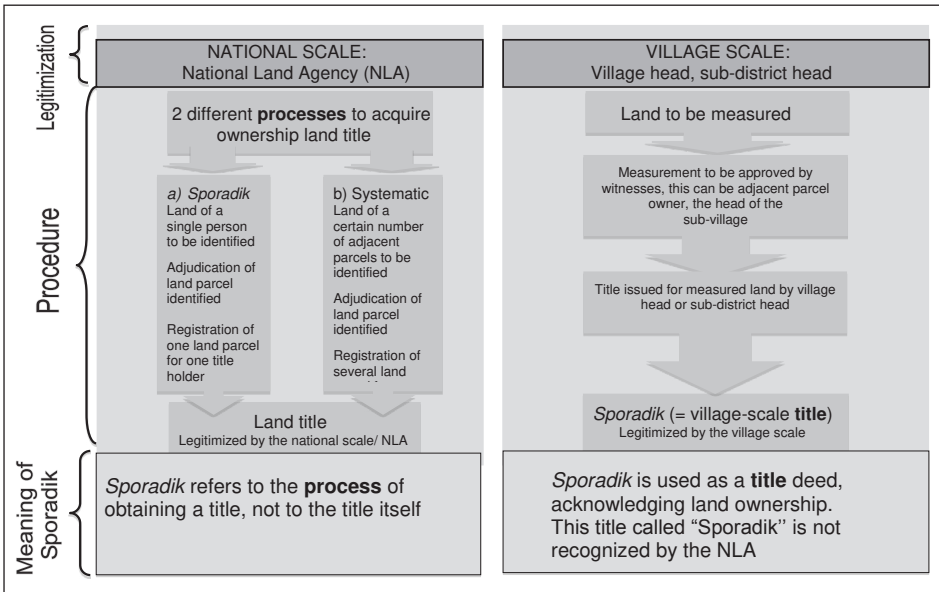 Legitimization
NATIONAL SCALE:
National Land Agency (NLA)
VILLAGE SCALE:
Village head, sub-district head
Procedure
2 different processes to acquire
ownership land title
a) Sporadik
Land of a
single person
to be identified
Adjudication of
land parcel
identified
Registration of
one land parcel
for one title
holder
b) Systematic
Land of a
certain number
of adjacent
parcels to be
identified
Adjudication of
land parcel
identified
Registration of
several land
Land title
Legitimized by the national scale/ NLA
Land to be measured
Measurement to be approved by
witnesses, this can be adjacent parcel
owner, the head of the
sub-village
Title issued for measured land by village
head or sub-district head
Sporadik (= village-scale title)
Legitimized by the village scale
Meaning of
Sporadik
Sporadik refers to the process of
obtaining a title, not to the title itself
Sporadik is used as a title deed,
acknowledging land ownership.
This title called “Sporadik'' is not
recognized by the NLA